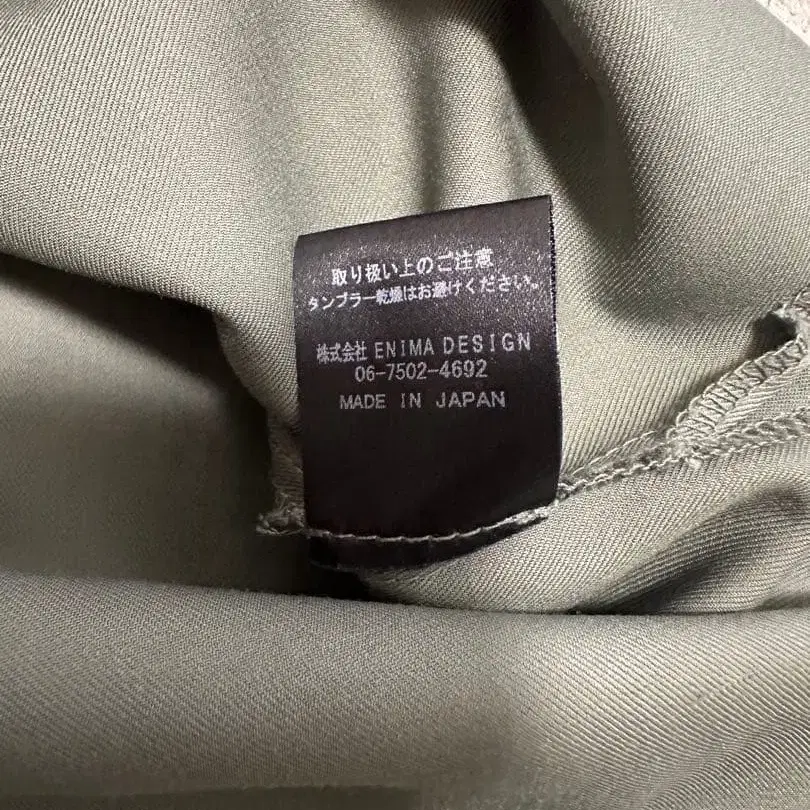 取り扱い上のご注意
タンブラー乾燥はお避けください。
株式会社 ENIMA DESIGN
06-7502-4692
MADE IN JAPAN